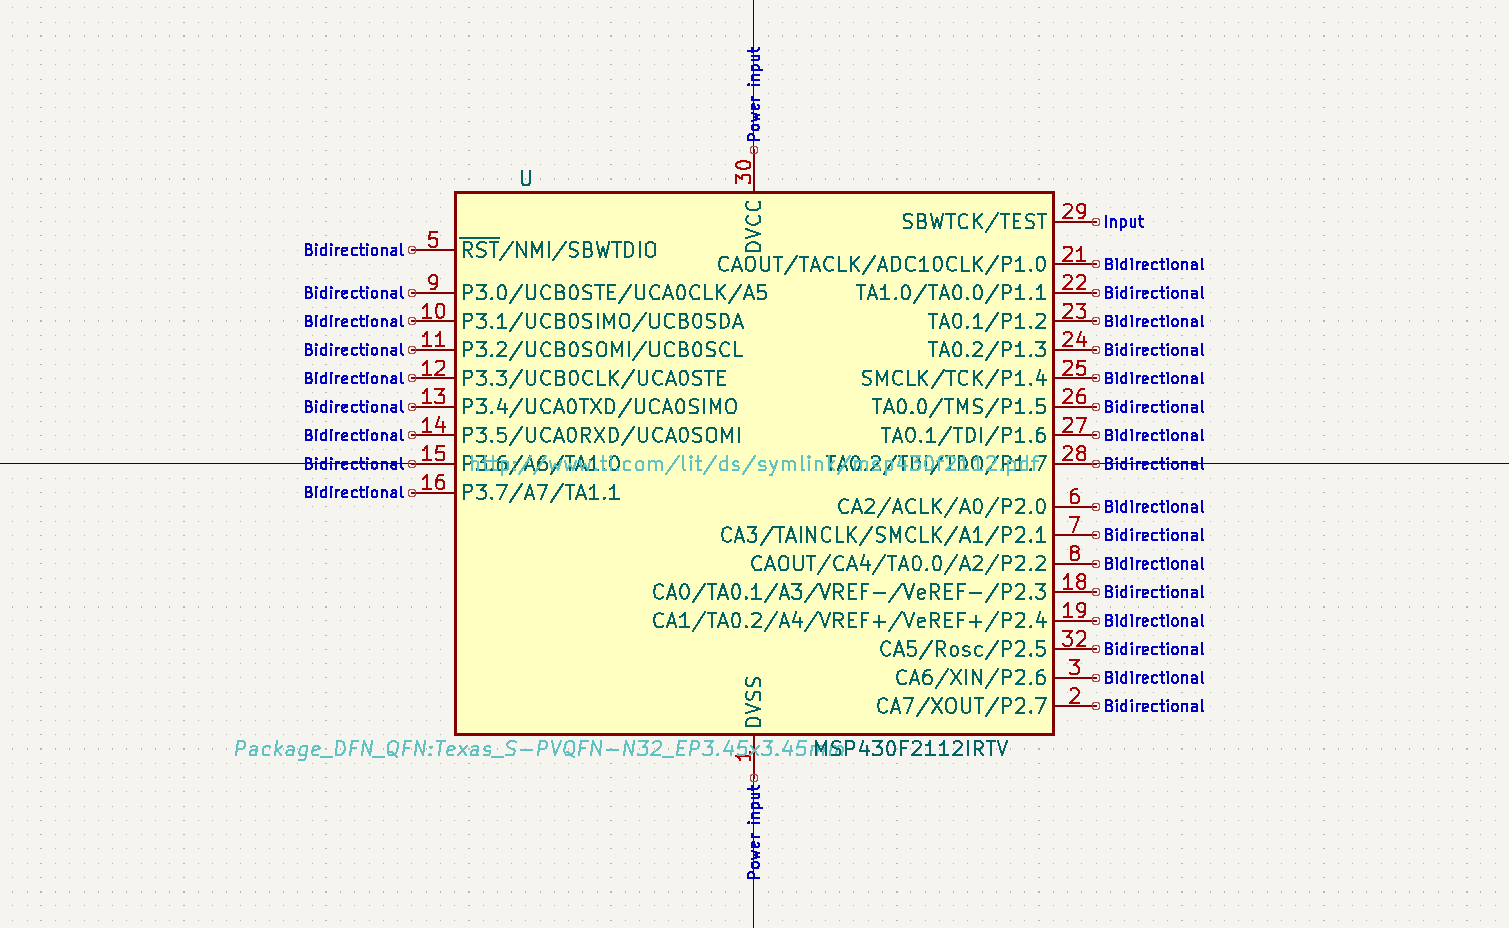 Power input
30
U
DVCC
SBWTCK/TEST 29 Input
Bidirectional 5 RST/NMI/SBWTDIO
CAOUT/TACLK/ADC10CLK/P1.0 21 Bidirectional
Bidirectional 9 P3.0/UCB0STE/UCA0CLK/A5
TA1.0/TA0.0/P1.1 22 Bidirectional
Bidirectional 10 P3.1/UCB0SIMO/UCB0SDA
TA0.1/P1.2 23 Bidirectional
Bidirectional 11 P3.2/UCB0SOMI/UCB0SCL
TA0.2/P1.3 24 Bidirectional
Bidirectional 12 P3.3/UCB0CLK/UCA0STE
SMCLK/TCK/P1.4 25 Bidirectional
Bidirectional 13 P3.4/UCA0TXD/UCA0SIMO
TA0.0/TMS/P1.5 26 Bidirectional
Bidirectional 14 P3.5/UCA0RXD/UCA0SOMI
TA0.1/TDI/P1.6 27 Bidirectional
Bidirectional 15 P3.6/A6/TA1.0
http://www.ti.com/lit/ds/symlink/msp430f2112.pdf
TA0.2/TDI/TDO/P1.7 28 Bidirectional
Bidirectional 16 P3.7/A7/TA1.1
CA2/ACLK/A0/P2.0 6 Bidirectional
CA3/TAINCLK/SMCLK/A1/P2.1 7 Bidirectional
CAOUT/CA4/TA0.0/A2/P2.2 8 Bidirectional
CA0/TA0.1/A3/VREF-/VeREF-/P2.3 18 Bidirectional
CA1/TA0.2/A4/VREF+/VeREF+/P2.4 19 Bidirectional
CA5/Rosc/P2.5 32 Bidirectional
CA6/XIN/P2.6 3 Bidirectional
CA7/XOUT/P2.7 2 Bidirectional
DVSS
Package_DFN_QFN:Texas_S-PVQFN-N32_EP3.45x3.45mm
MSP430F2112IRTV
1
Power input